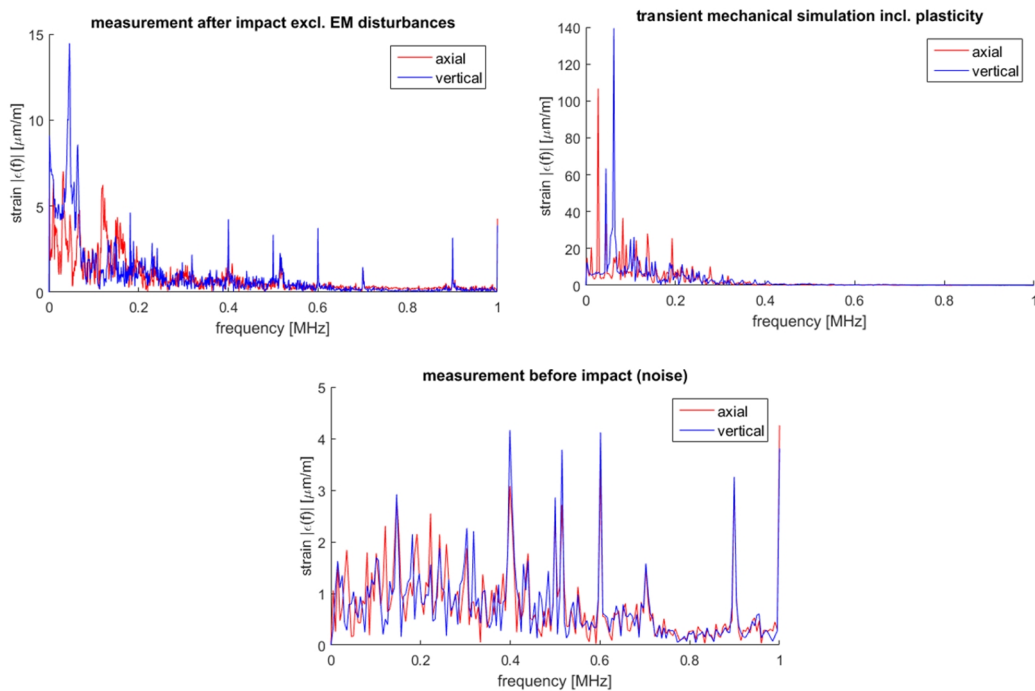 measurement after impact excl. EM disturbances
15
10
5
0
strain |ϵ(f)| [μm/m]
axial
vertical
0 0.2 0.4 0.6 0.8 1
frequency [MHz]
transient mechanical simulation incl. plasticity
140
120
100
80
60
40
20
0
strain |ϵ(f)| [μm/m]
axial
vertical
0 0.2 0.4 0.6 0.8 1
frequency [MHz]
measurement before impact (noise)
5
4
3
2
1
0
strain |ϵ(f)| [μm/m]
axial
vertical
0 0.2 0.4 0.6 0.8 1
frequency [MHz]